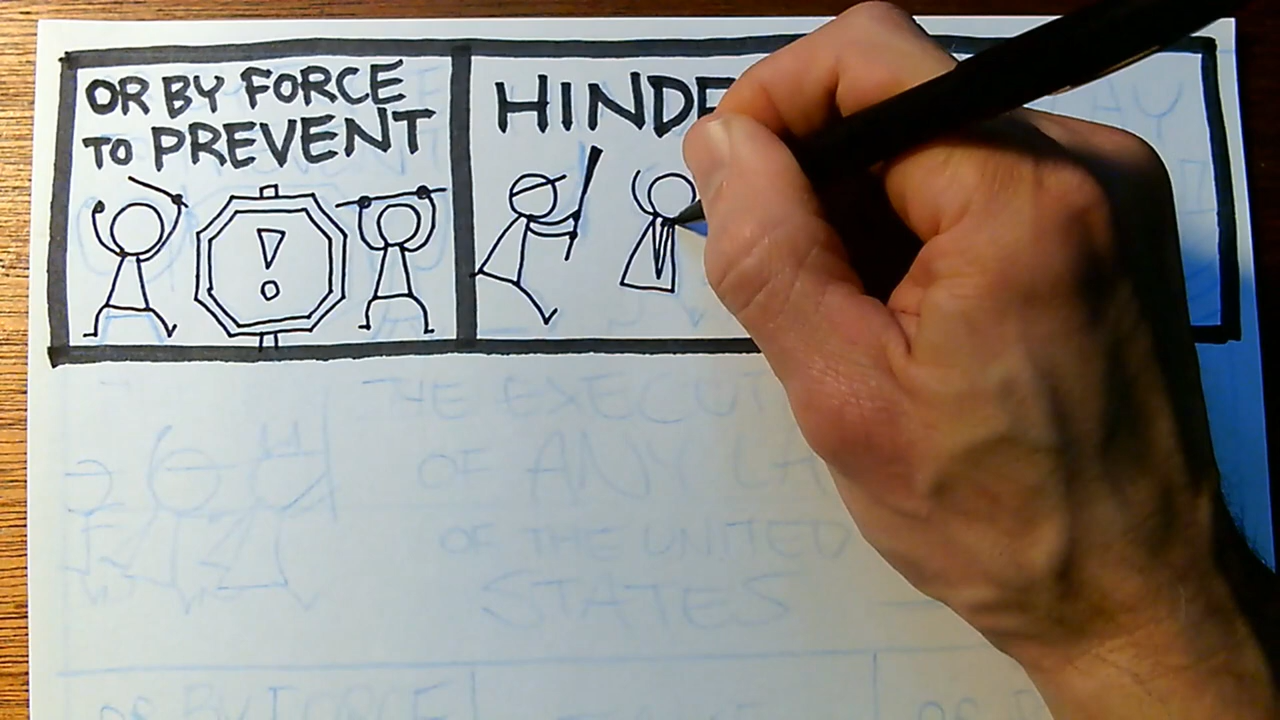 OR BY FORCE
TO PREVENT
HINDE
!
THE EXECUT
OF ANY LA
OF THE UNITED
STATES
OR BY FORCE